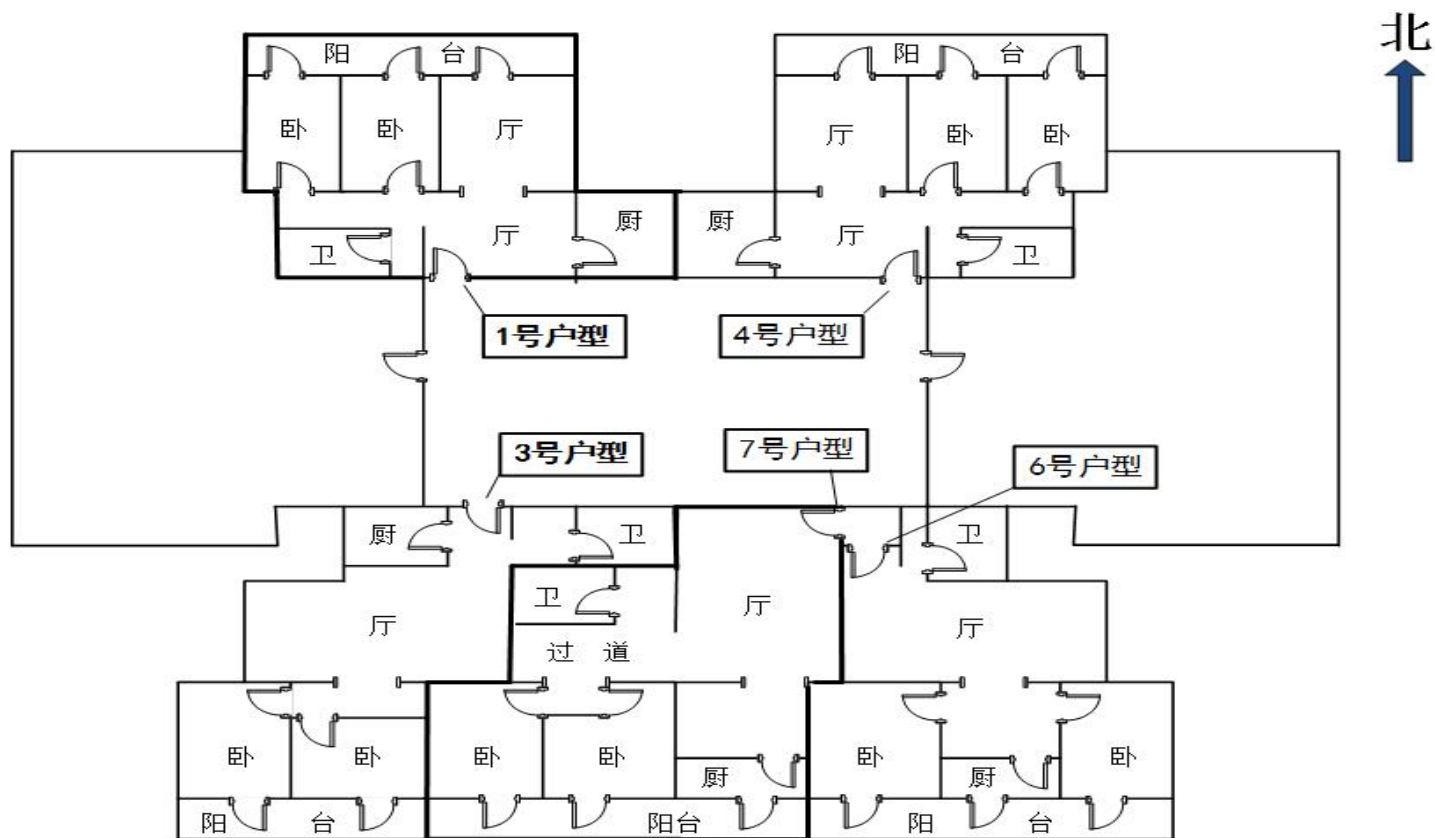 北
阳 台
阳 台
卧 卧 厅
厅 卧 卧
卫 厅 厨
厨 厅 卫
1号户型
4号户型
3号户型
7号户型
6号户型
厨 卫
卫
卫 厅
厅
过 道
厅
卧 卧
卧 卧
厨
卧 厨 卧
阳 台
阳台
阳 台